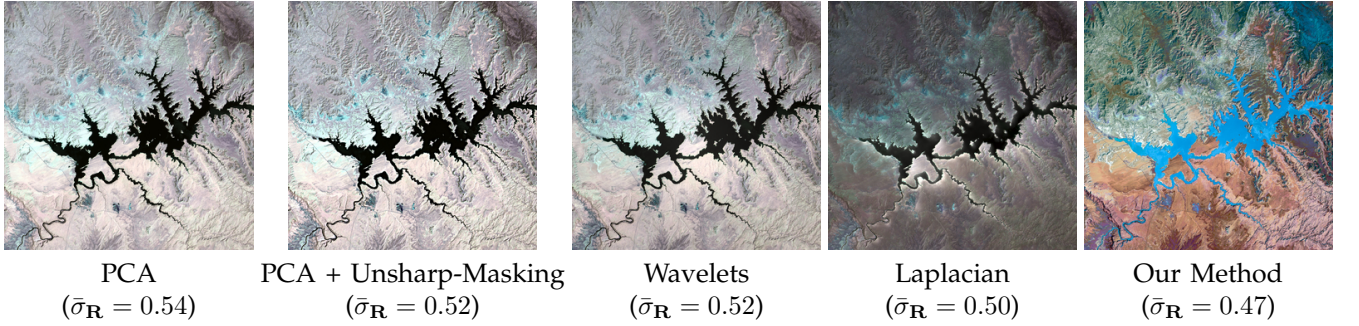 PCA
(σ̄_R = 0.54)
PCA + Unsharp-Masking
(σ̄_R = 0.52)
Wavelets
(σ̄_R = 0.52)
Laplacian
(σ̄_R = 0.50)
Our Method
(σ̄_R = 0.47)